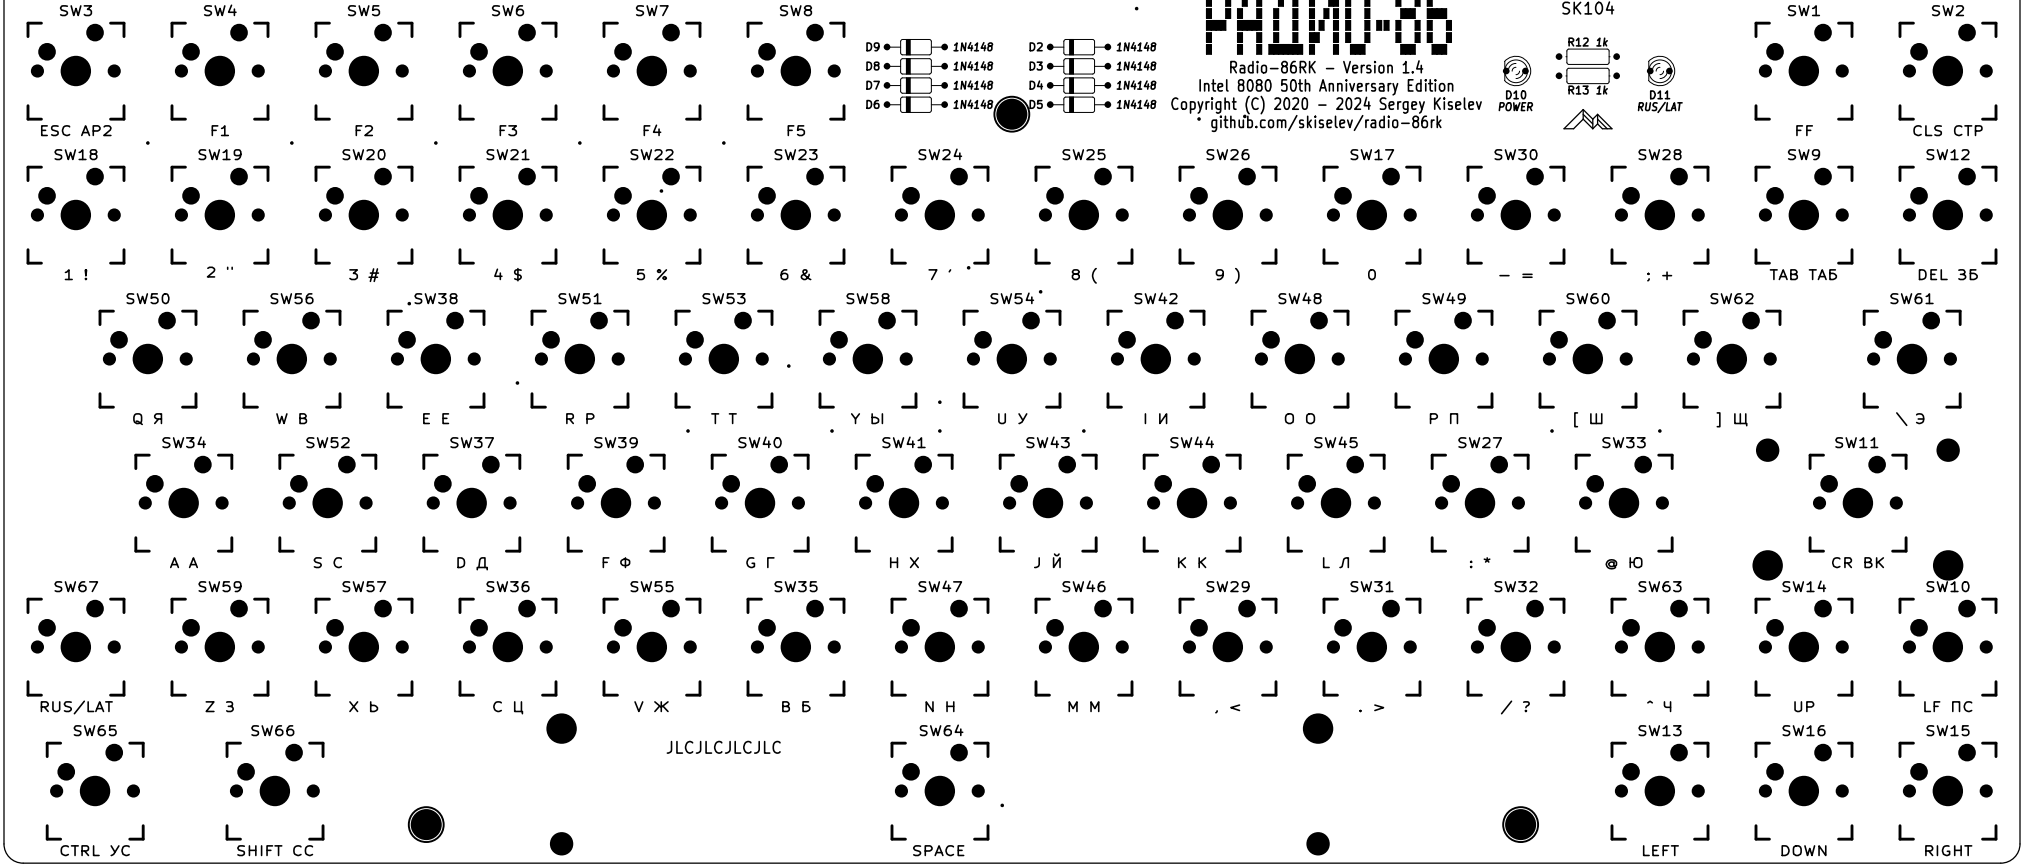 SW3 SW4 SW5 SW6 SW7 SW8 РАДИО-86 SK104 SW1 SW2
D9 1N4148 D2 1N4148 R12 1k
D8 1N4148 D3 1N4148 Radio-86RK – Version 1.4
D7 1N4148 D4 1N4148 Intel 8080 50th Anniversary Edition R13 1k D10 D11
D6 1N4148 D5 1N4148 Copyright (C) 2020 – 2024 Sergey Kiselev POWER RUS/LAT
github.com/skiselev/radio-86rk
ESC АР2 F1 F2 F3 F4 F5 FF CLS СТР
SW18 SW19 SW20 SW21 SW22 SW23 SW24 SW25 SW26 SW17 SW30 SW28 SW9 SW12
1 ! 2 " 3 # 4 $ 5 % 6 & 7 ' 8 ( 9 ) 0 – = ; + TAB ТАБ DEL ЗБ
SW50 SW56 SW38 SW51 SW53 SW58 SW54 SW42 SW48 SW49 SW60 SW62 SW61
Q Я W В E Е R Р T Т Y Ы U У I И O О P П [ Ш ] Щ \ Э
SW34 SW52 SW37 SW39 SW40 SW41 SW43 SW44 SW45 SW27 SW33 SW11
A А S С D Д F Ф G Г H Х J Й K К L Л : * @ Ю CR ВК
SW67 SW59 SW57 SW36 SW55 SW35 SW47 SW46 SW29 SW31 SW32 SW63 SW14 SW10
RUS/LAT Z З X Ь C Ц V Ж B Б N Н M М , < . > / ? ^ Ч UP LF ПС
SW65 SW66 JLCJLCJLCJLC SW64 SW13 SW16 SW15
CTRL УС SHIFT СС SPACE LEFT DOWN RIGHT